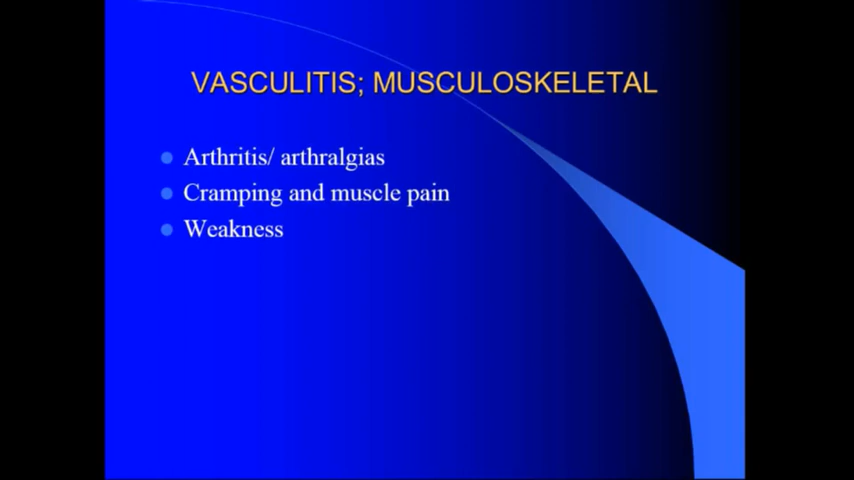 VASCULITIS; MUSCULOSKELETAL
Arthritis/ arthralgias
Cramping and muscle pain
Weakness